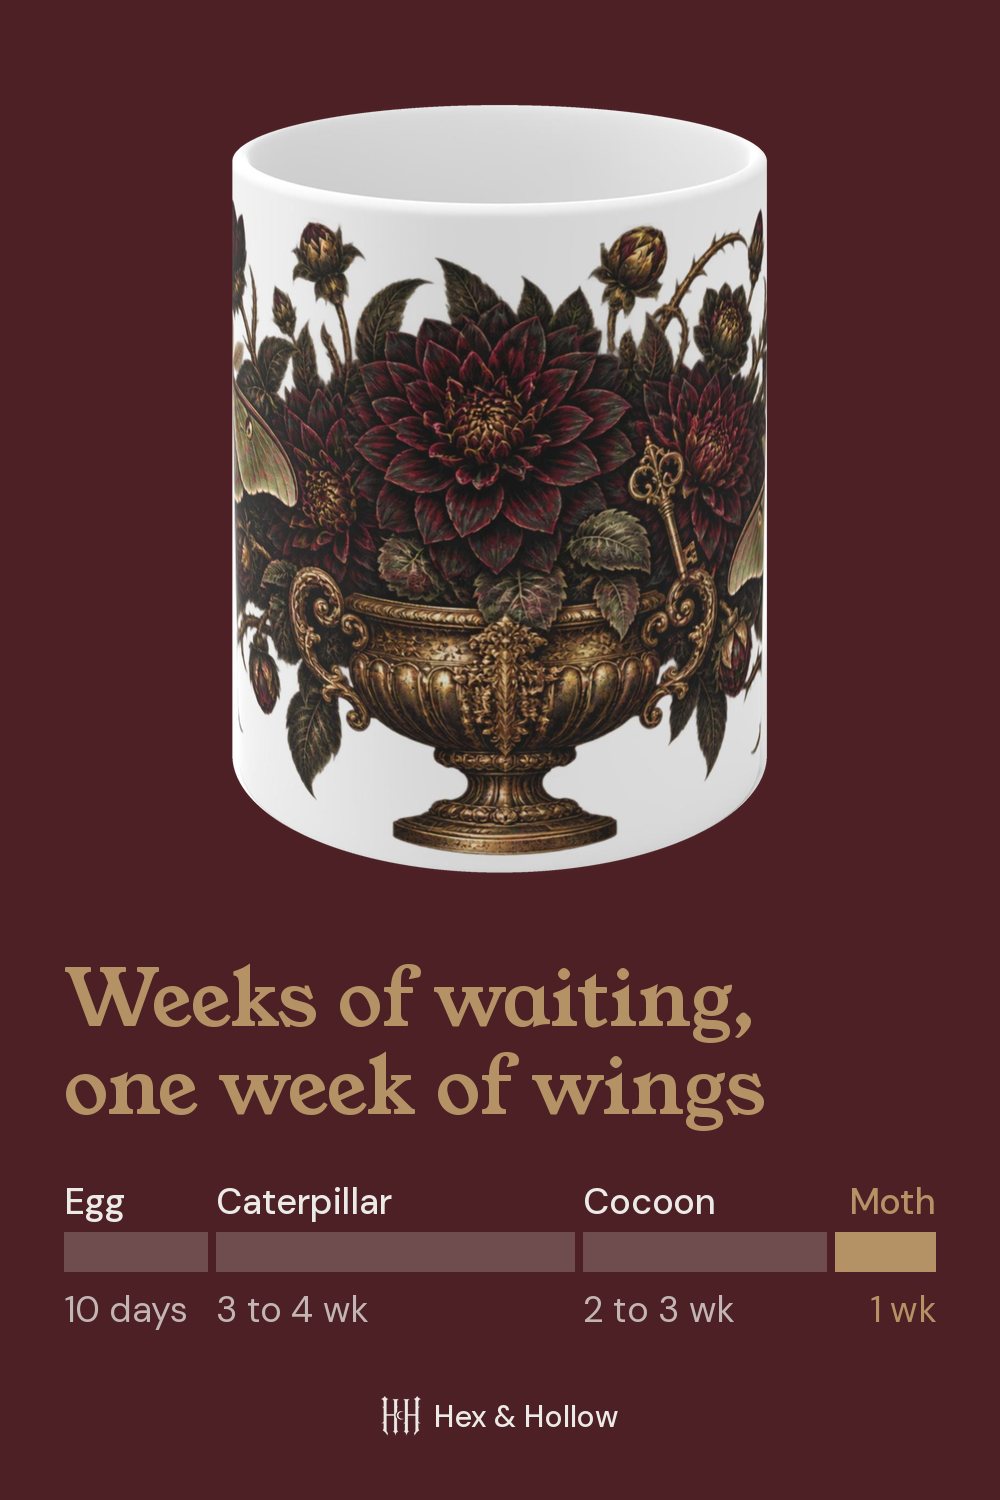 Weeks of waiting,
one week of wings
Egg Caterpillar Cocoon Moth
10 days 3 to 4 wk 2 to 3 wk 1 wk
Hex & Hollow